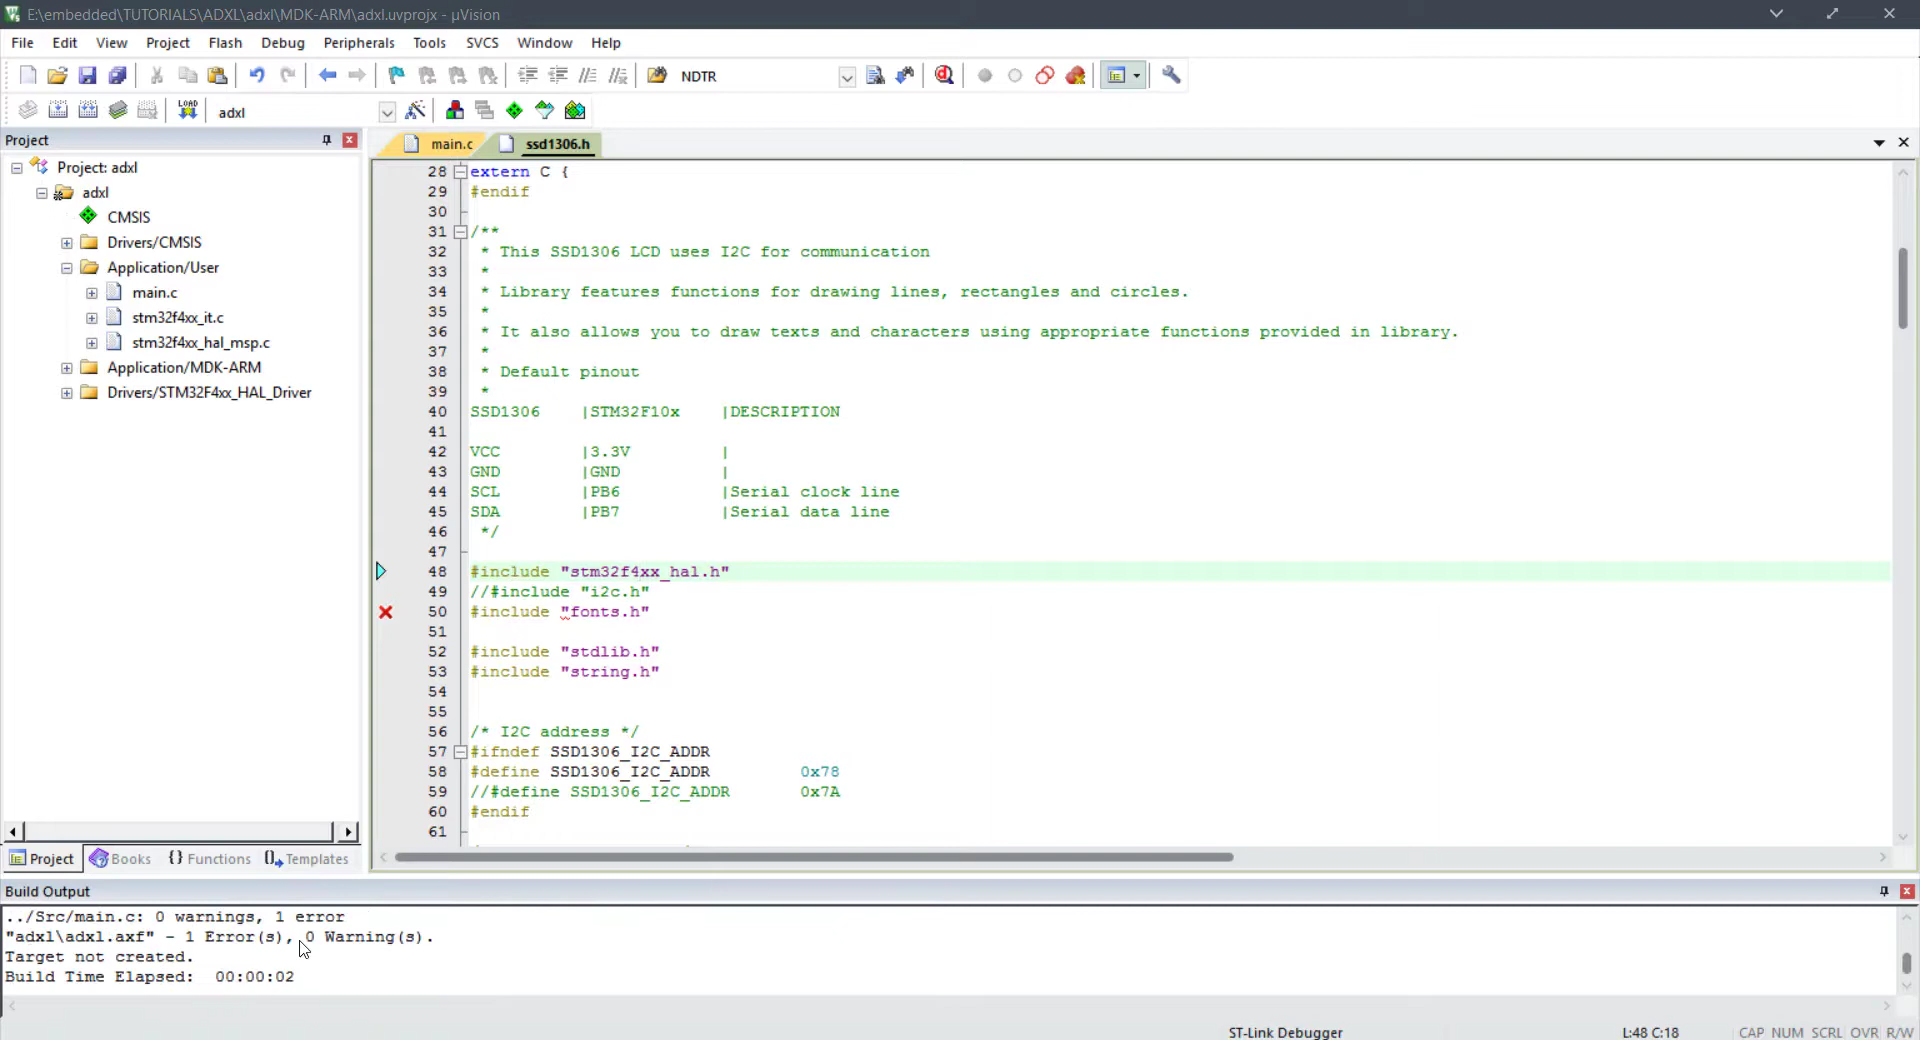 E:\embedded\TUTORIALS\ADXL\adxl\MDK-ARM\adxl.uvprojx - µVision
File Edit View Project Flash Debug Peripherals Tools SVCS Window Help
NDTR
LOAD adxl
Project
Project: adxl
adxl
CMSIS
Drivers/CMSIS
Application/User
main.c
stm32f4xx_it.c
stm32f4xx_hal_msp.c
Application/MDK-ARM
Drivers/STM32F4xx_HAL_Driver
Project Books {} Functions Templates
main.c ssd1306.h
28 extern C {
29 #endif
30
31 /**
32 * This SSD1306 LCD uses I2C for communication
33 *
34 * Library features functions for drawing lines, rectangles and circles.
35 *
36 * It also allows you to draw texts and characters using appropriate functions provided in library.
37 *
38 * Default pinout
39 *
40 SSD1306 |STM32F10x |DESCRIPTION
41
42 VCC |3.3V |
43 GND |GND |
44 SCL |PB6 |Serial clock line
45 SDA |PB7 |Serial data line
46 */
47
48 #include "stm32f4xx_hal.h"
49 //#include "i2c.h"
50 #include "fonts.h"
51
52 #include "stdlib.h"
53 #include "string.h"
54
55
56 /* I2C address */
57 #ifndef SSD1306_I2C_ADDR
58 #define SSD1306_I2C_ADDR 0x78
59 //#define SSD1306_I2C_ADDR 0x7A
60 #endif
61
Build Output
../Src/main.c: 0 warnings, 1 error
"adxl\adxl.axf" - 1 Error(s), 0 Warning(s).
Target not created.
Build Time Elapsed: 00:00:02
ST-Link Debugger L:48 C:18 CAP NUM SCRL OVR R/W